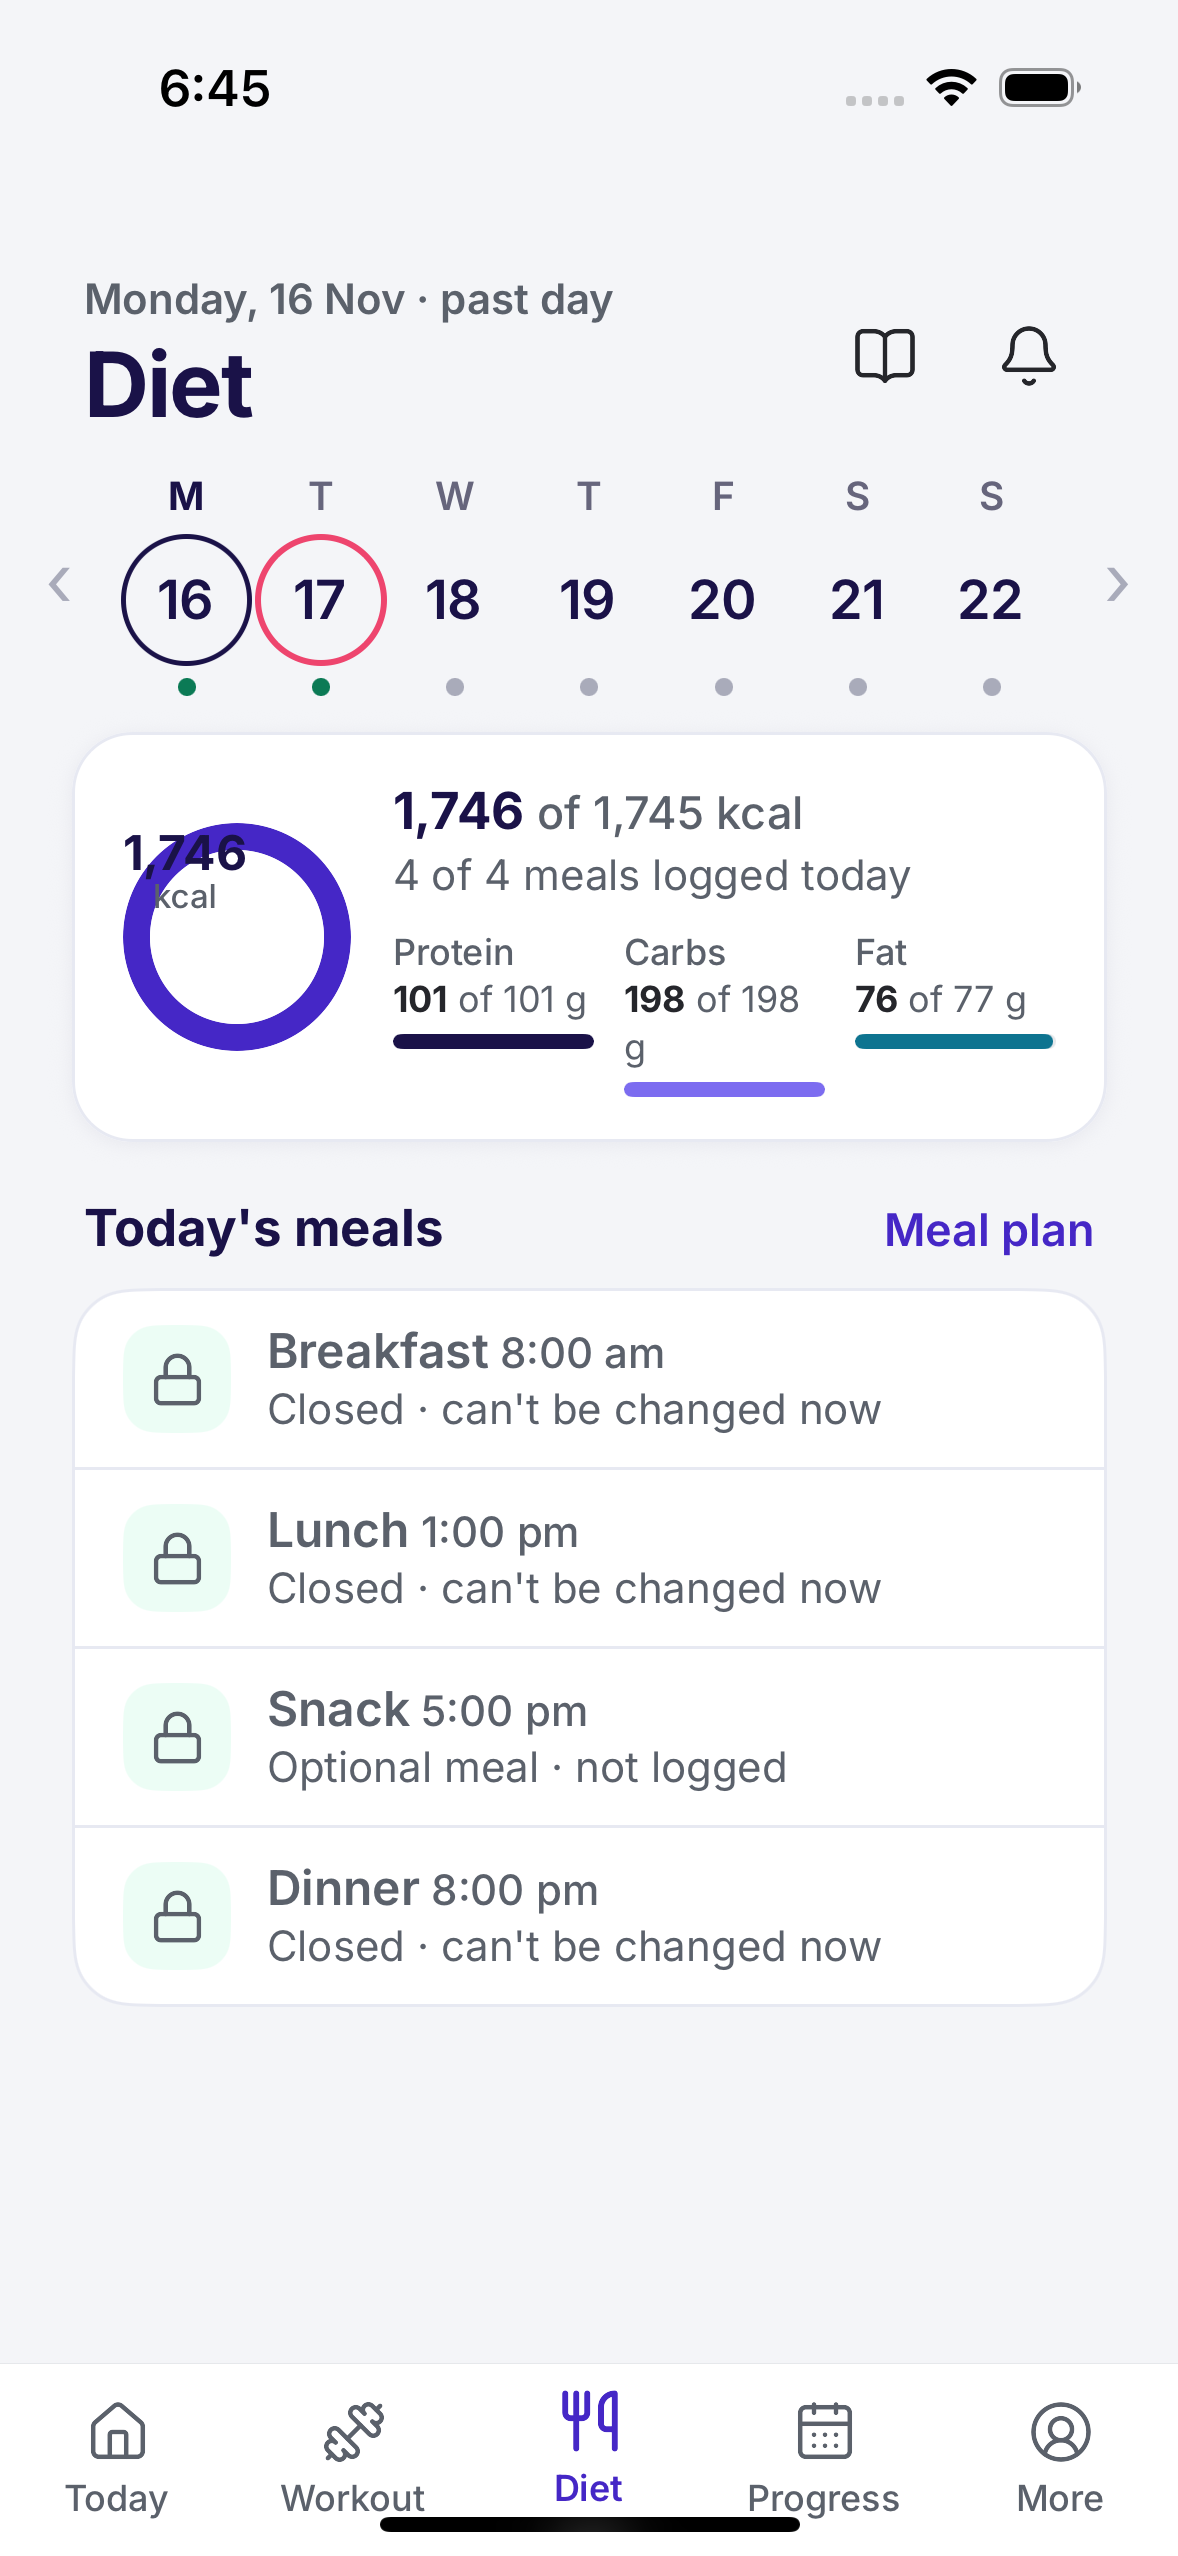 6:45
Monday, 16 Nov · past day
Diet
M T W T F S S
16 17 18 19 20 21 22
1,746
kcal
1,746 of 1,745 kcal
4 of 4 meals logged today
Protein Carbs Fat
101 of 101 g 198 of 198 76 of 77 g
g
Today's meals Meal plan
Breakfast 8:00 am
Closed · can't be changed now
Lunch 1:00 pm
Closed · can't be changed now
Snack 5:00 pm
Optional meal · not logged
Dinner 8:00 pm
Closed · can't be changed now
Today Workout Diet Progress More